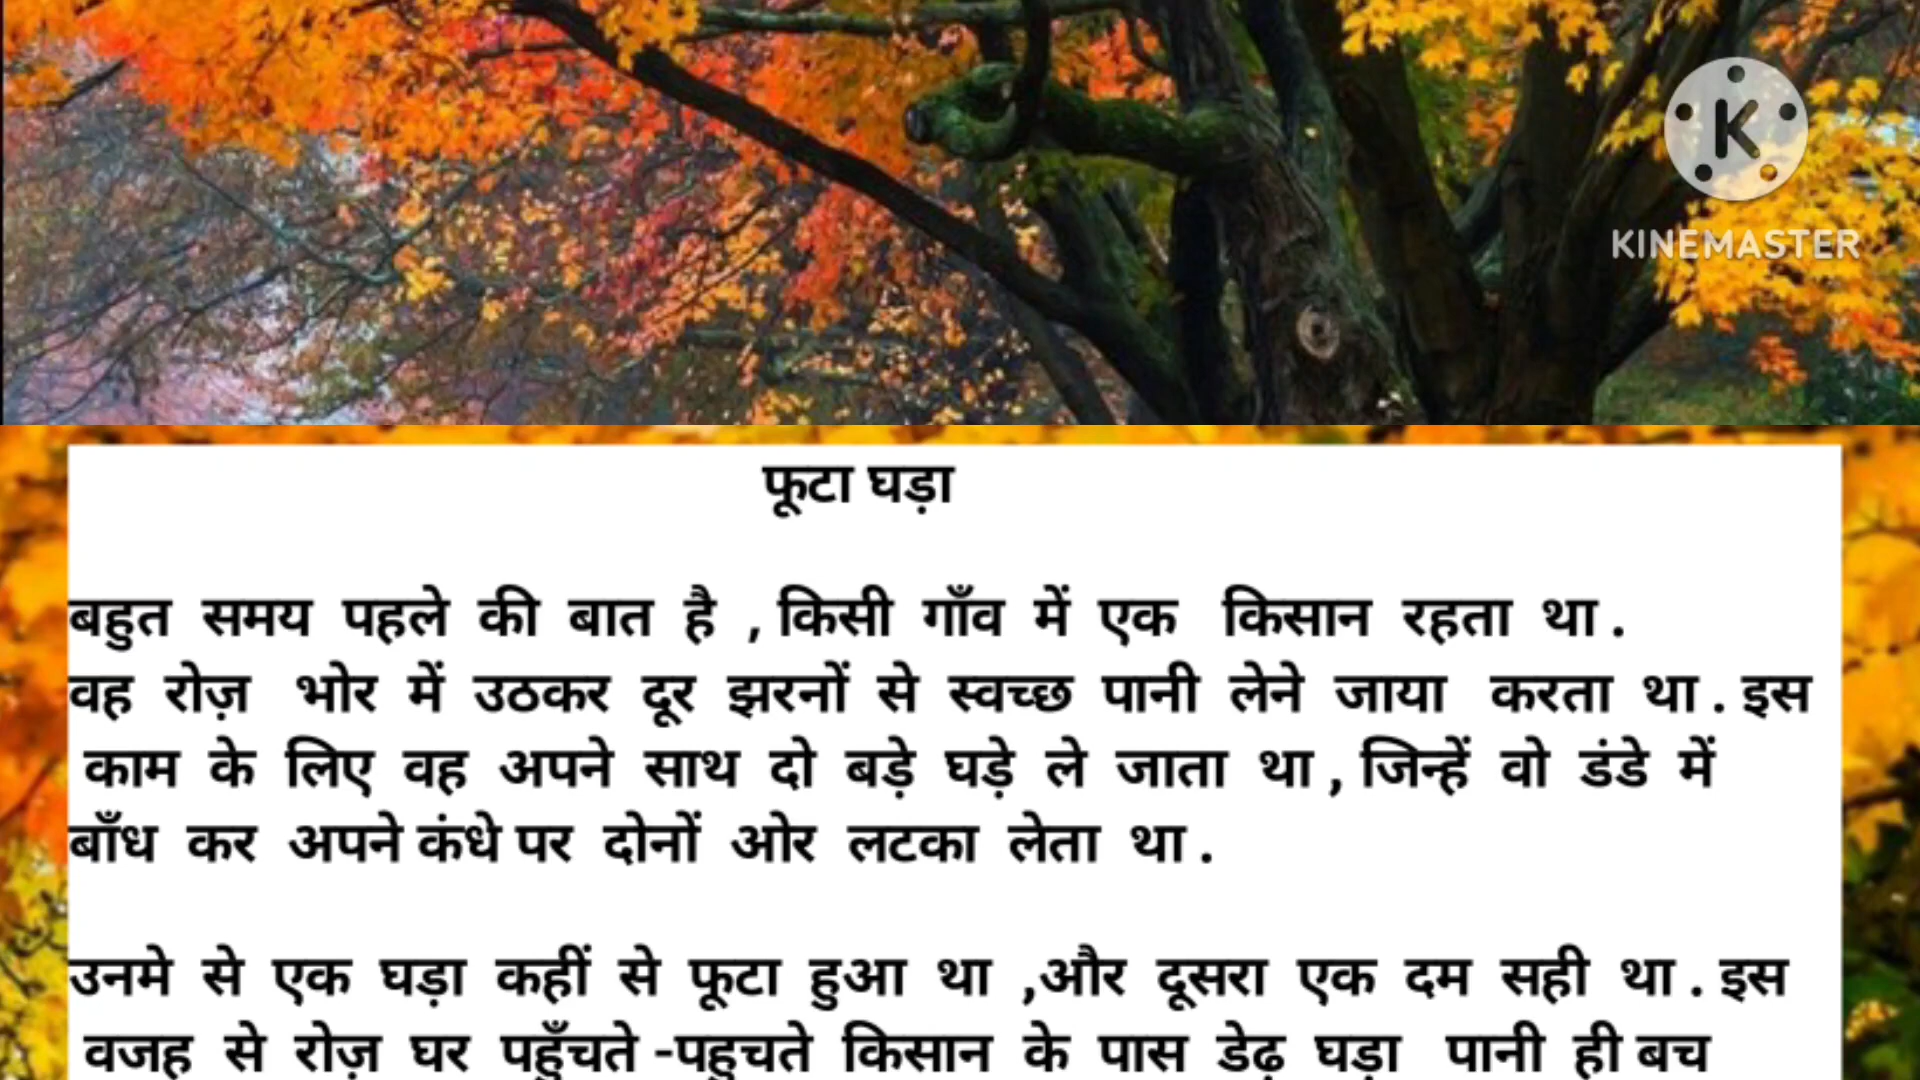 KINEMASTER
फूटा घड़ा
बहुत समय पहले की बात है , किसी गाँव में एक किसान रहता था .
वह रोज़ भोर में उठकर दूर झरनों से स्वच्छ पानी लेने जाया करता था . इस
काम के लिए वह अपने साथ दो बड़े घड़े ले जाता था , जिन्हें वो डंडे में
बाँध कर अपने कंधे पर दोनों ओर लटका लेता था .
उनमे से एक घड़ा कहीं से फूटा हुआ था ,और दूसरा एक दम सही था . इस
वजह से रोज़ घर पहुँचते -पहुचते किसान के पास डेढ़ घड़ा पानी ही बच